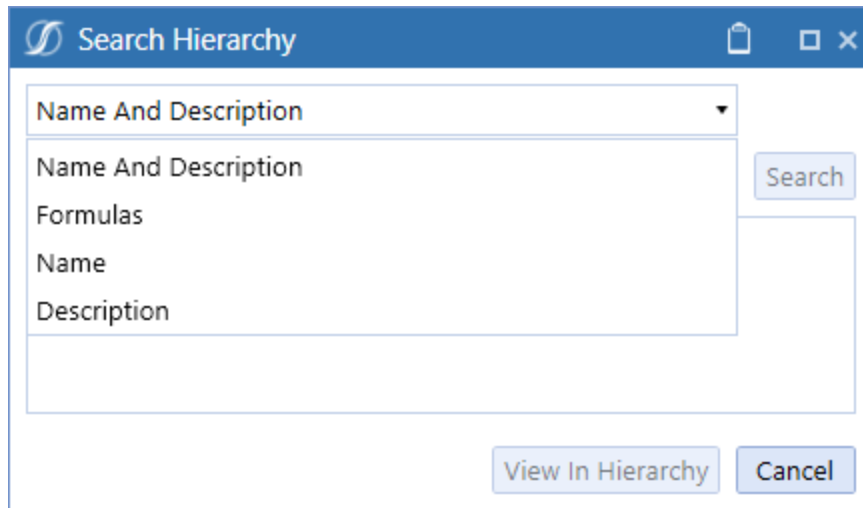 Search Hierarchy
Name And Description
Name And Description
Search
Formulas
Name
Description
View In Hierarchy
Cancel